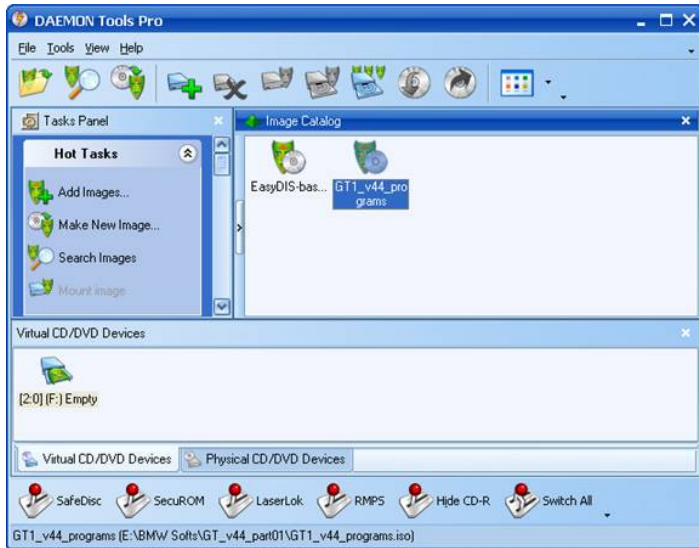 DAEMON Tools Pro
File Tools View Help
Tasks Panel
Image Catalog
Hot Tasks
Add Images...
Make New Image...
Search Images
Mount image
EasyDIS-bas...
GT1_v44_pro
grams
Virtual CD/DVD Devices
[2:0] (F:) Empty
Virtual CD/DVD Devices
Physical CD/DVD Devices
SafeDisc
SecuROM
LaserLok
RMPS
Hide CD-R
Switch All
GT1_v44_programs (E:\BMW Softs\GT_v44_part01\GT1_v44_programs.iso)